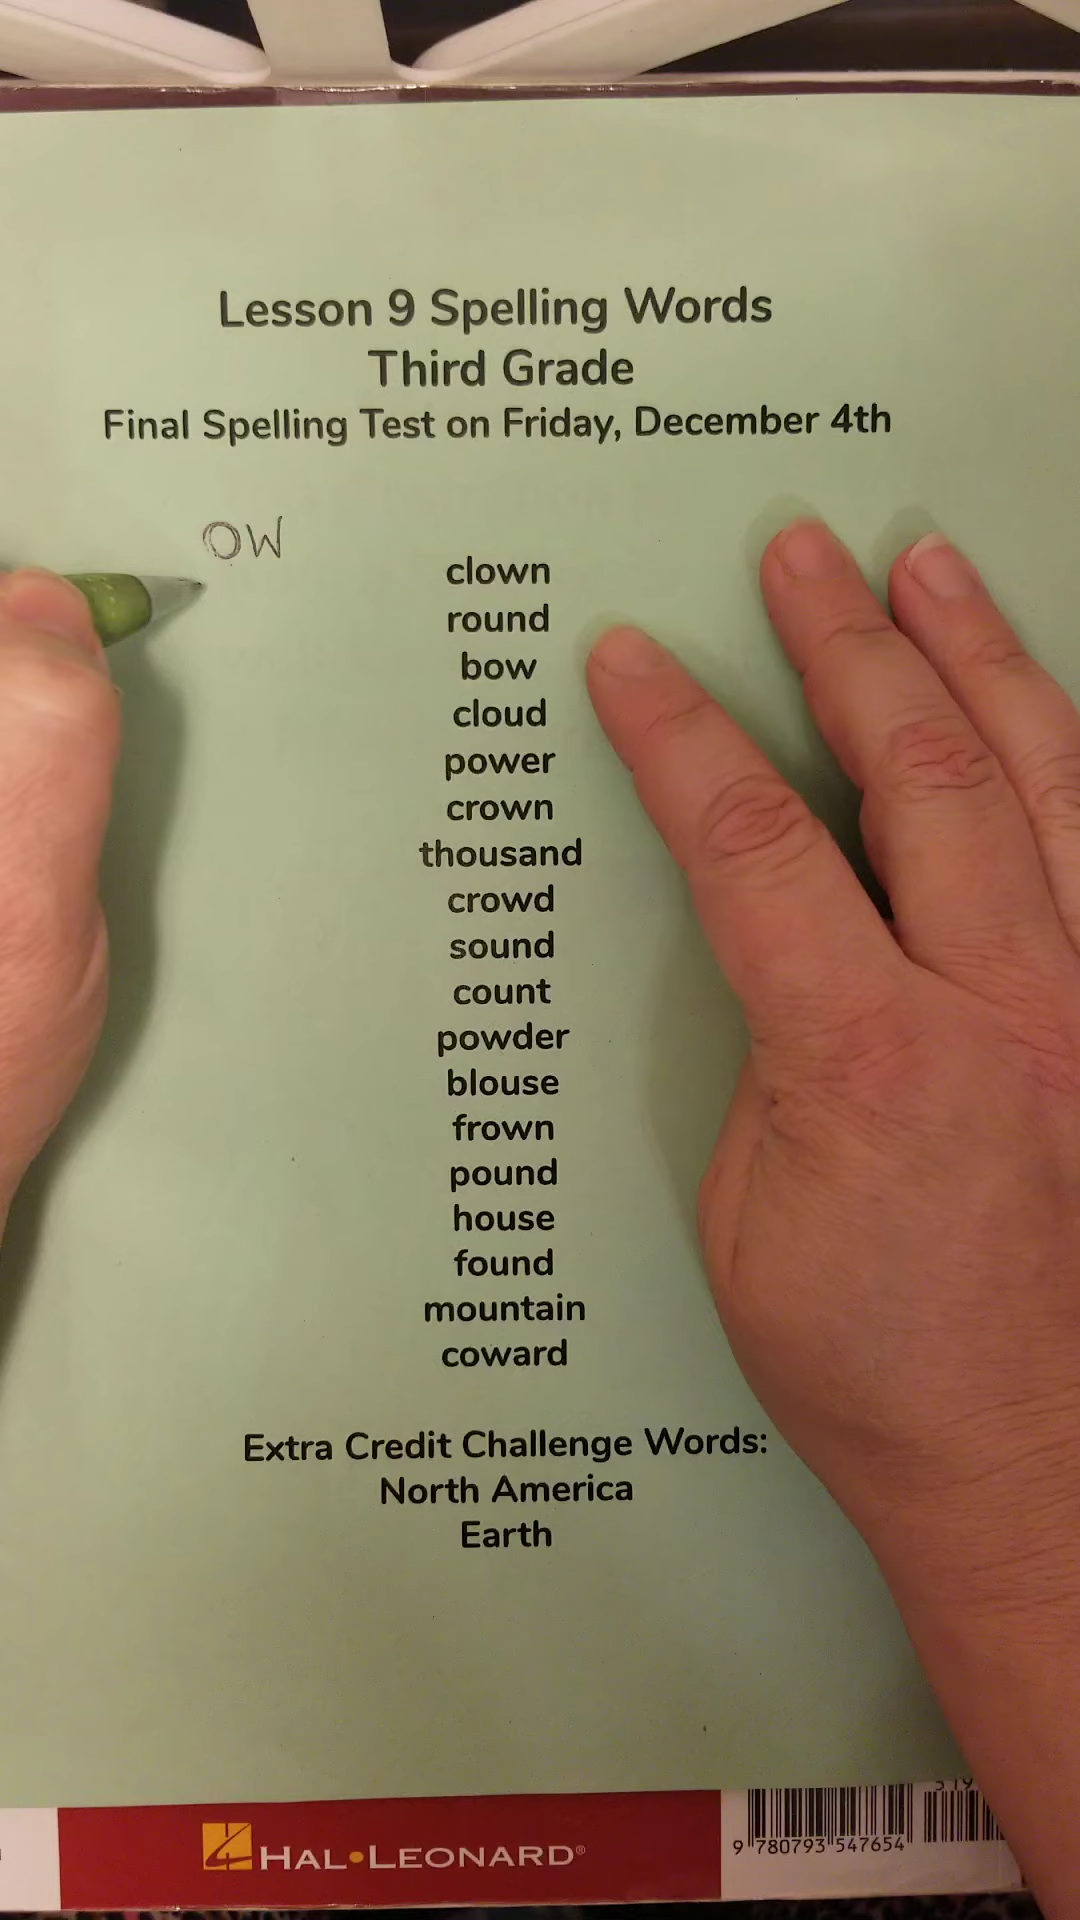 Lesson 9 Spelling Words
Third Grade
Final Spelling Test on Friday, December 4th
OW
clown
round
bow
cloud
power
crown
thousand
crowd
sound
count
powder
blouse
frown
pound
house
found
mountain
coward
Extra Credit Challenge Words:
North America
Earth
HAL•LEONARD®
9 780793 547654